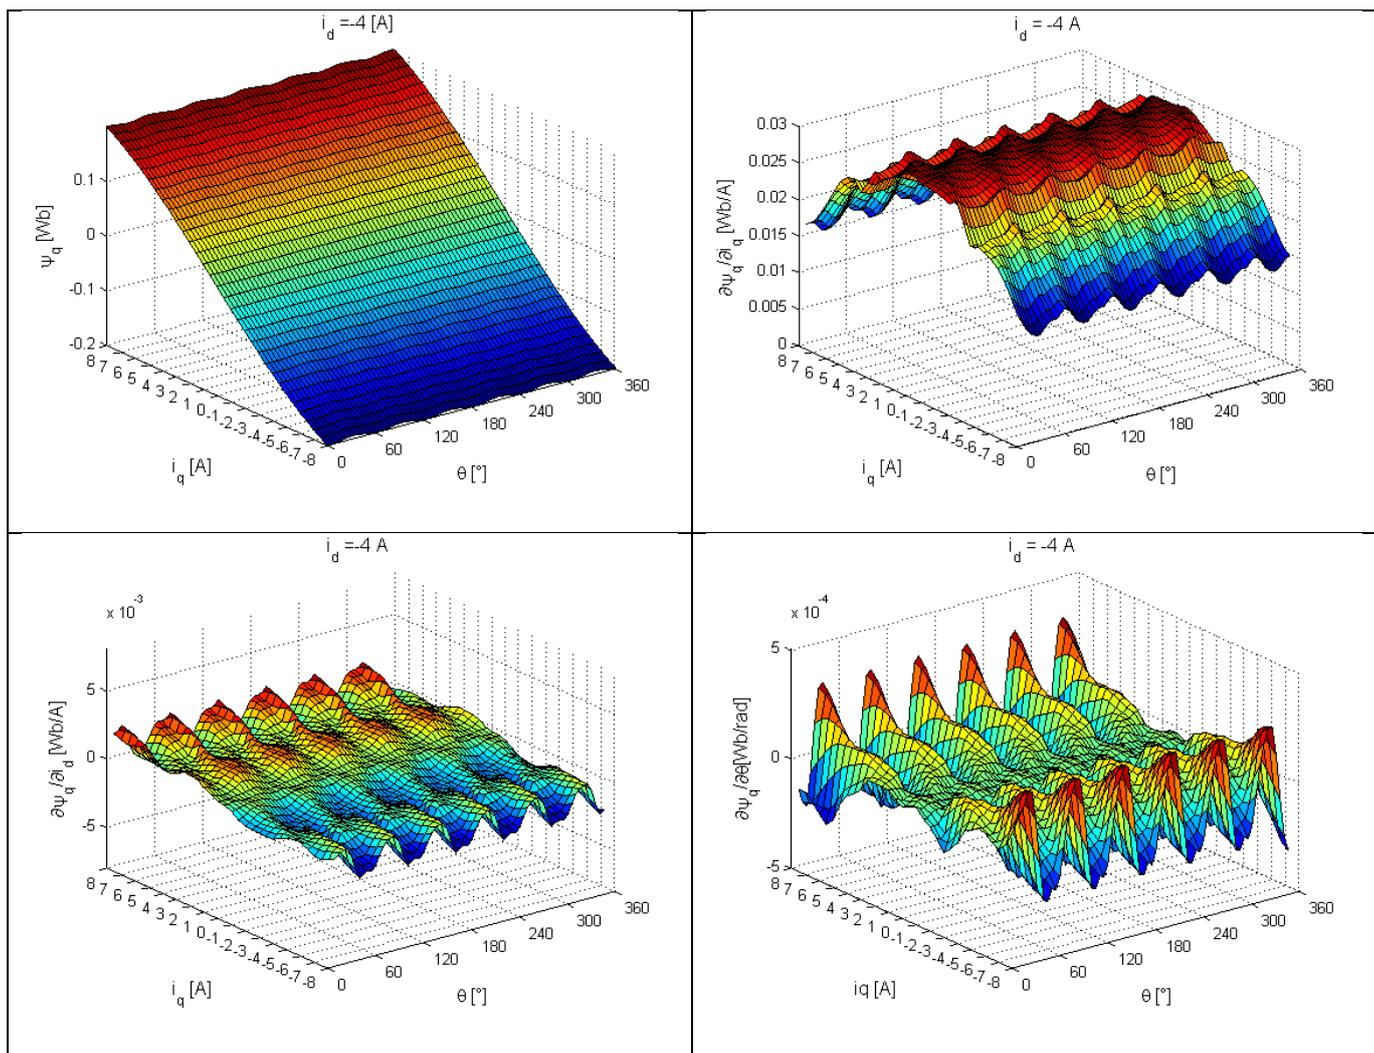 i_d =-4 [A]
ψ_q [Wb]
0.1
0
-0.1
-0.2
8 7 6 5 4 3 2 1 0 -1 -2 -3 -4 -5 -6 -7 -8
0 60 120 180 240 300 360
i_q [A]
θ [°]
i_d = -4 A
∂ψ_q/∂i_q [Wb/A]
0.03
0.025
0.02
0.015
0.01
0.005
0
8 7 6 5 4 3 2 1 0 -1 -2 -3 -4 -5 -6 -7 -8
0 60 120 180 240 300 360
i_q [A]
θ [°]
i_d =-4 A
x 10^-3
∂ψ_q/∂i_d [Wb/A]
5
0
-5
8 7 6 5 4 3 2 1 0 -1 -2 -3 -4 -5 -6 -7 -8
0 60 120 180 240 300 360
i_q [A]
θ [°]
i_d = -4 A
x 10^-4
∂ψ_q/∂θ[Wb/rad]
5
0
-5
8 7 6 5 4 3 2 1 0 -1 -2 -3 -4 -5 -6 -7 -8
0 60 120 180 240 300 360
iq [A]
θ [°]